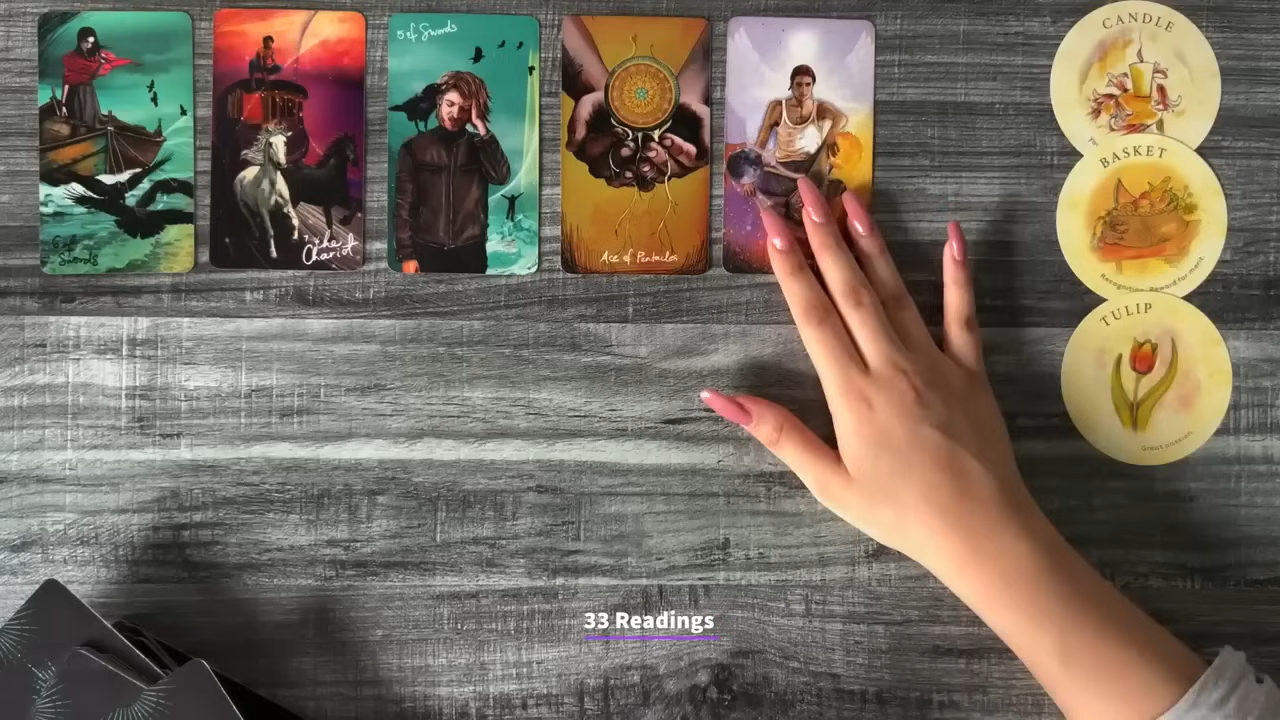 6 of
Swords
The
Chariot
5 of Swords
Ace of Pentacles
CANDLE
BASKET
Recognition. Reward for merit.
TULIP
Great passion.
33 Readings